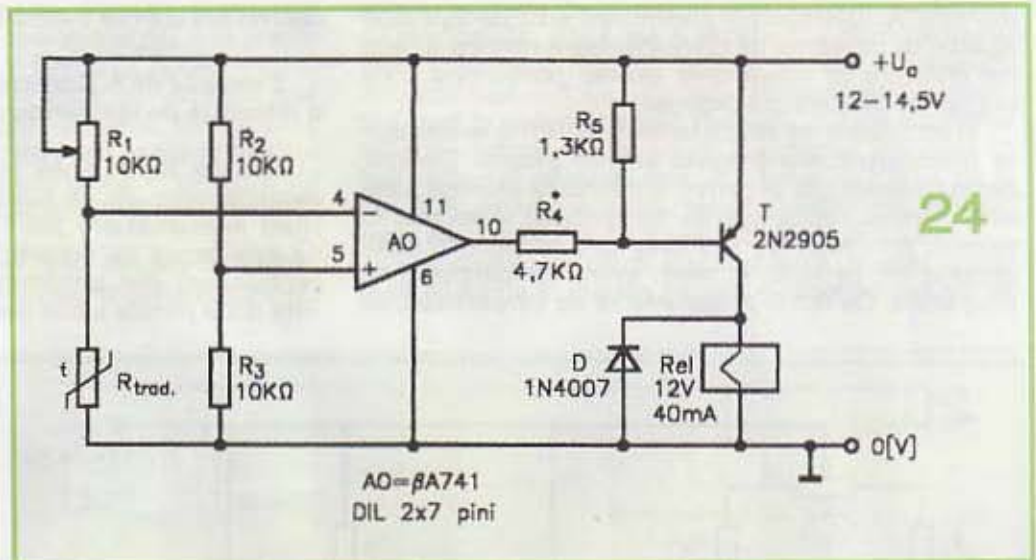 +Uₐ
12-14,5V
R₁
10KΩ
R₂
10KΩ
R₅
1,3KΩ
4
−
11
AO
5
+
6
10
R₄*
4,7KΩ
T
2N2905
24
t
R_trad.
R₃
10KΩ
D
1N4007
Rel
12V
40mA
0[V]
AO=βA741
DIL 2x7 pini